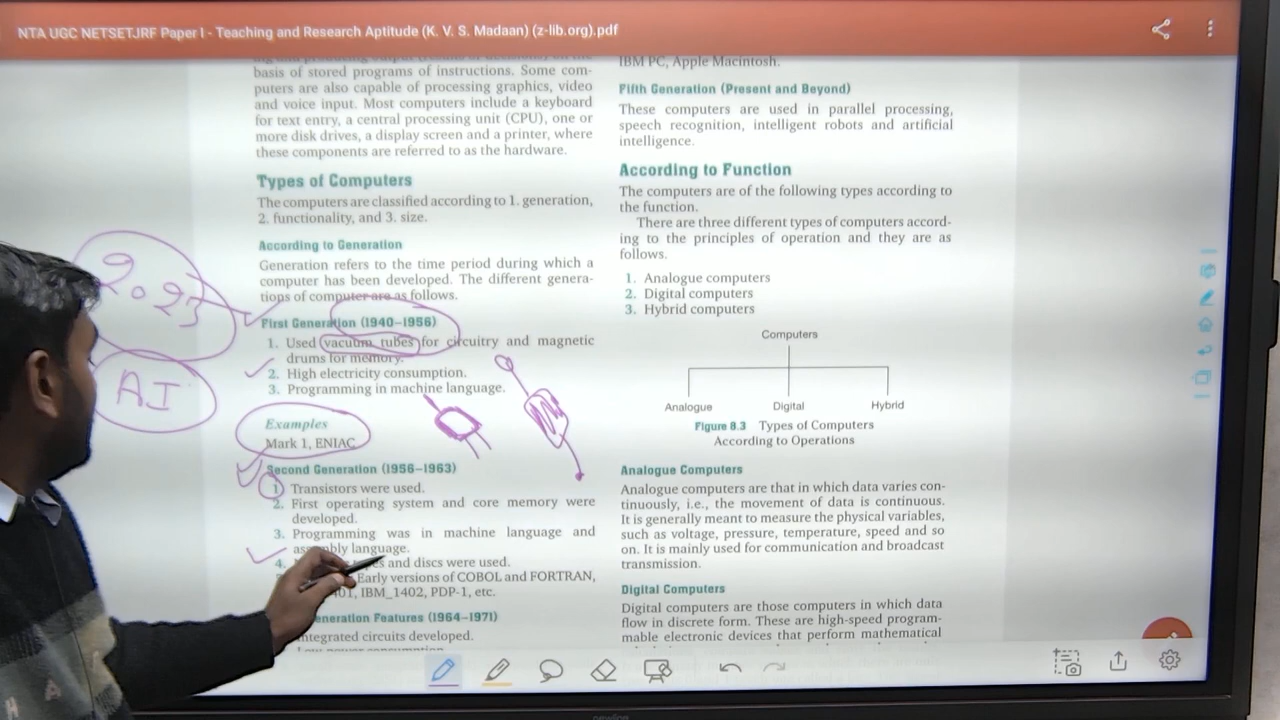 NTA UGC NETSETJRF Paper I - Teaching and Research Aptitude (K. V. S. Madaan) (z-lib.org).pdf
basis of stored programs of instructions. Some com-
puters are also capable of processing graphics, video
and voice input. Most computers include a keyboard
for text entry, a central processing unit (CPU), one or
more disk drives, a display screen and a printer, where
these components are referred to as the hardware.
Types of Computers
The computers are classified according to 1. generation,
2. functionality, and 3. size.
According to Generation
Generation refers to the time period during which a
computer has been developed. The different genera-
tions of computer are as follows.
First Generation (1940–1956)
1. Used vacuum tubes for circuitry and magnetic
drums for memory.
2. High electricity consumption.
3. Programming in machine language.
Examples
Mark 1, ENIAC
Second Generation (1956–1963)
1. Transistors were used.
2. First operating system and core memory were
developed.
3. Programming was in machine language and
assembly language.
4. and discs were used.
Early versions of COBOL and FORTRAN,
IBM_1402, PDP-1, etc.
eneration Features (1964–1971)
ntegrated circuits developed.
2023
AI
IBM PC, Apple Macintosh.
Fifth Generation (Present and Beyond)
These computers are used in parallel processing,
speech recognition, intelligent robots and artificial
intelligence.
According to Function
The computers are of the following types according to
the function.
There are three different types of computers accord-
ing to the principles of operation and they are as
follows.
1. Analogue computers
2. Digital computers
3. Hybrid computers
Computers
Analogue Digital Hybrid
Figure 8.3 Types of Computers
According to Operations
Analogue Computers
Analogue computers are that in which data varies con-
tinuously, i.e., the movement of data is continuous.
It is generally meant to measure the physical variables,
such as voltage, pressure, temperature, speed and so
on. It is mainly used for communication and broadcast
transmission.
Digital Computers
Digital computers are those computers in which data
flow in discrete form. These are high-speed program-
mable electronic devices that perform mathematical
newline